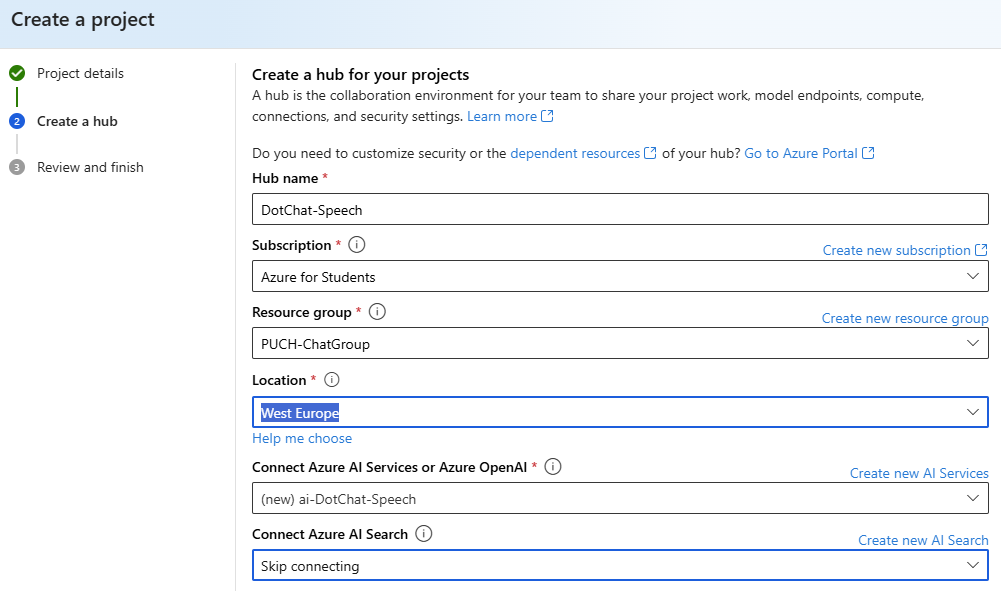 Create a project
Project details
2
Create a hub
3
Review and finish
Create a hub for your projects
A hub is the collaboration environment for your team to share your project work, model endpoints, compute,
connections, and security settings. Learn more
Do you need to customize security or the dependent resources of your hub? Go to Azure Portal
Hub name *
DotChat-Speech
Subscription *
Create new subscription
Azure for Students
Resource group *
Create new resource group
PUCH-ChatGroup
Location *
West Europe
Help me choose
Connect Azure AI Services or Azure OpenAI *
Create new AI Services
(new) ai-DotChat-Speech
Connect Azure AI Search
Create new AI Search
Skip connecting